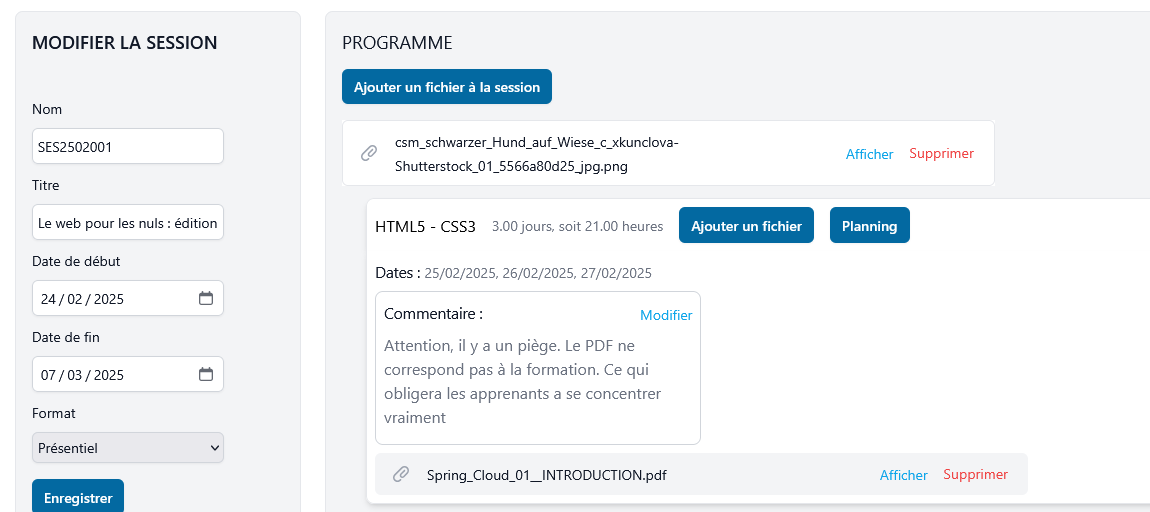 MODIFIER LA SESSION
Nom
SES2502001
Titre
Le web pour les nuls : édition
Date de début
24 / 02 / 2025
Date de fin
07 / 03 / 2025
Format
Présentiel
Enregistrer
PROGRAMME
Ajouter un fichier à la session
csm_schwarzer_Hund_auf_Wiese_c_xkunclova-
Shutterstock_01_5566a80d25_jpg.png
Afficher Supprimer
HTML5 - CSS3 3.00 jours, soit 21.00 heures Ajouter un fichier Planning
Dates : 25/02/2025, 26/02/2025, 27/02/2025
Commentaire : Modifier
Attention, il y a un piège. Le PDF ne
correspond pas à la formation. Ce qui
obligera les apprenants a se concentrer
vraiment
Spring_Cloud_01__INTRODUCTION.pdf Afficher Supprimer